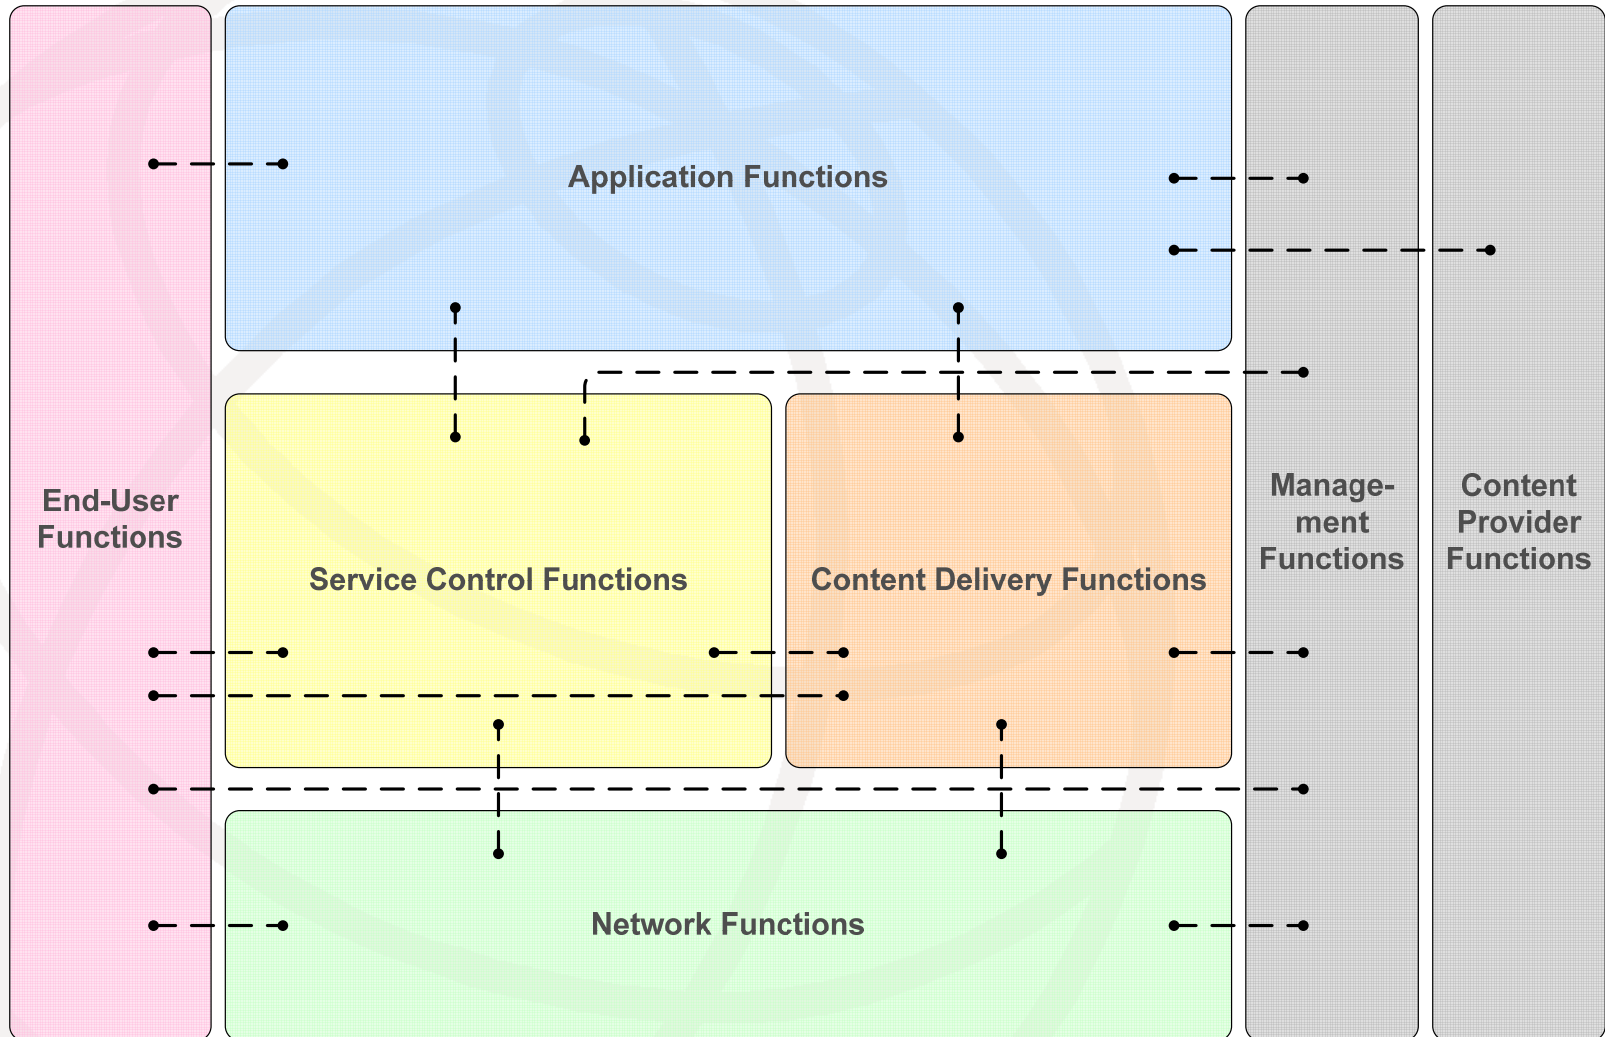 Application Functions
End-User
Functions
Service Control Functions
Content Delivery Functions
Manage-
ment
Functions
Content
Provider
Functions
Network Functions